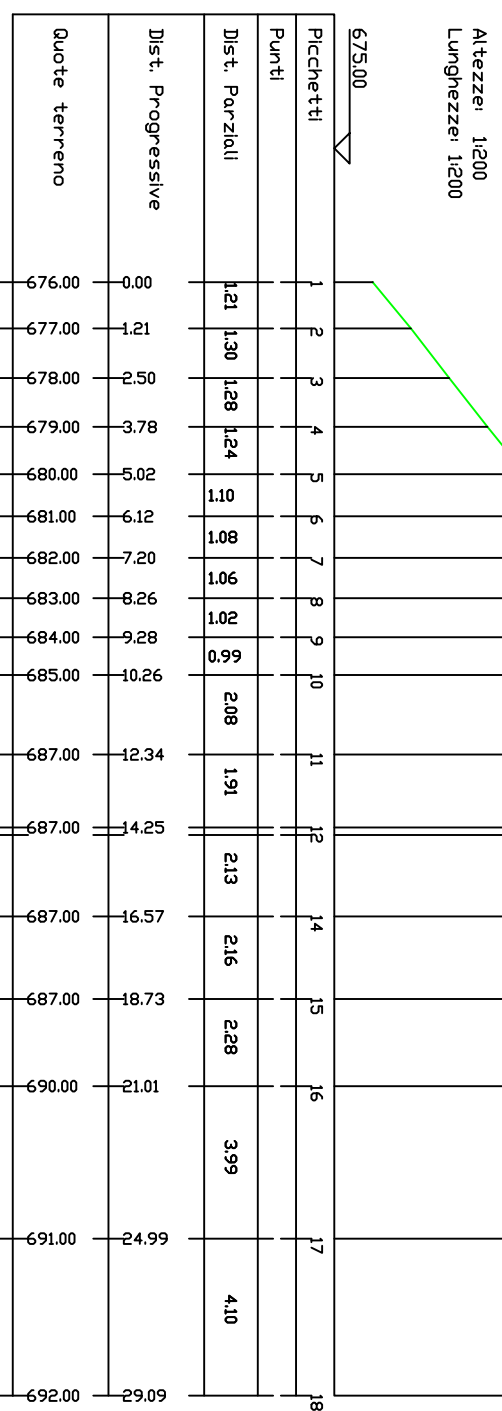 Altezze: 1:200
Lunghezze: 1:200
675.00
Picchetti 1 2 3 4 5 6 7 8 9 10 11 12 14 15 16 17 18
Punti
Dist. Parziali 1.21 1.30 1.28 1.24 1.10 1.08 1.06 1.02 0.99 2.08 1.91 2.13 2.16 2.28 3.99 4.10
Dist. Progressive 0.00 1.21 2.50 3.78 5.02 6.12 7.20 8.26 9.28 10.26 12.34 14.25 16.57 18.73 21.01 24.99 29.09
Quote terreno 676.00 677.00 678.00 679.00 680.00 681.00 682.00 683.00 684.00 685.00 687.00 687.00 687.00 687.00 690.00 691.00 692.00